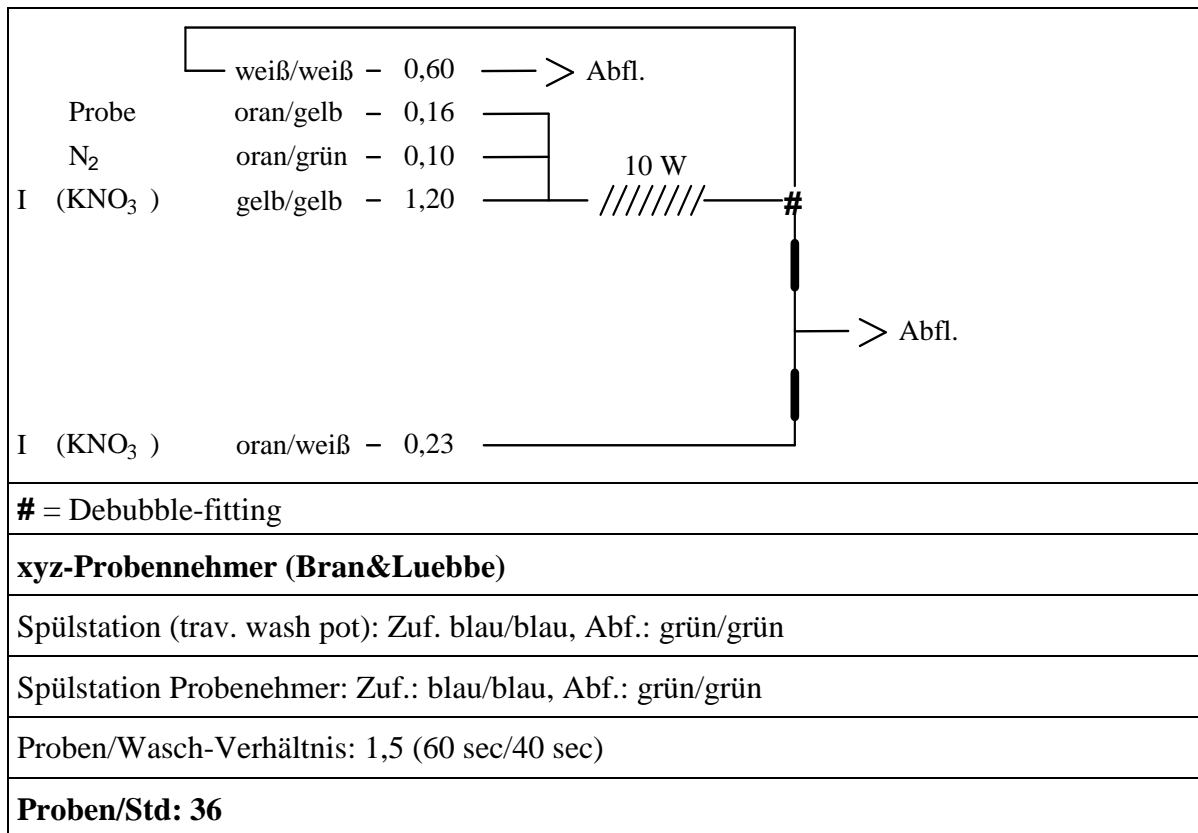 weiß/weiß – 0,60 > Abfl.
Probe oran/gelb – 0,16
N₂ oran/grün – 0,10
10 W
I (KNO₃ ) gelb/gelb – 1,20 //////// #
> Abfl.
I (KNO₃ ) oran/weiß – 0,23
# = Debubble-fitting
xyz-Probennehmer (Bran&Luebbe)
Spülstation (trav. wash pot): Zuf. blau/blau, Abf.: grün/grün
Spülstation Probenehmer: Zuf.: blau/blau, Abf.: grün/grün
Proben/Wasch-Verhältnis: 1,5 (60 sec/40 sec)
Proben/Std: 36